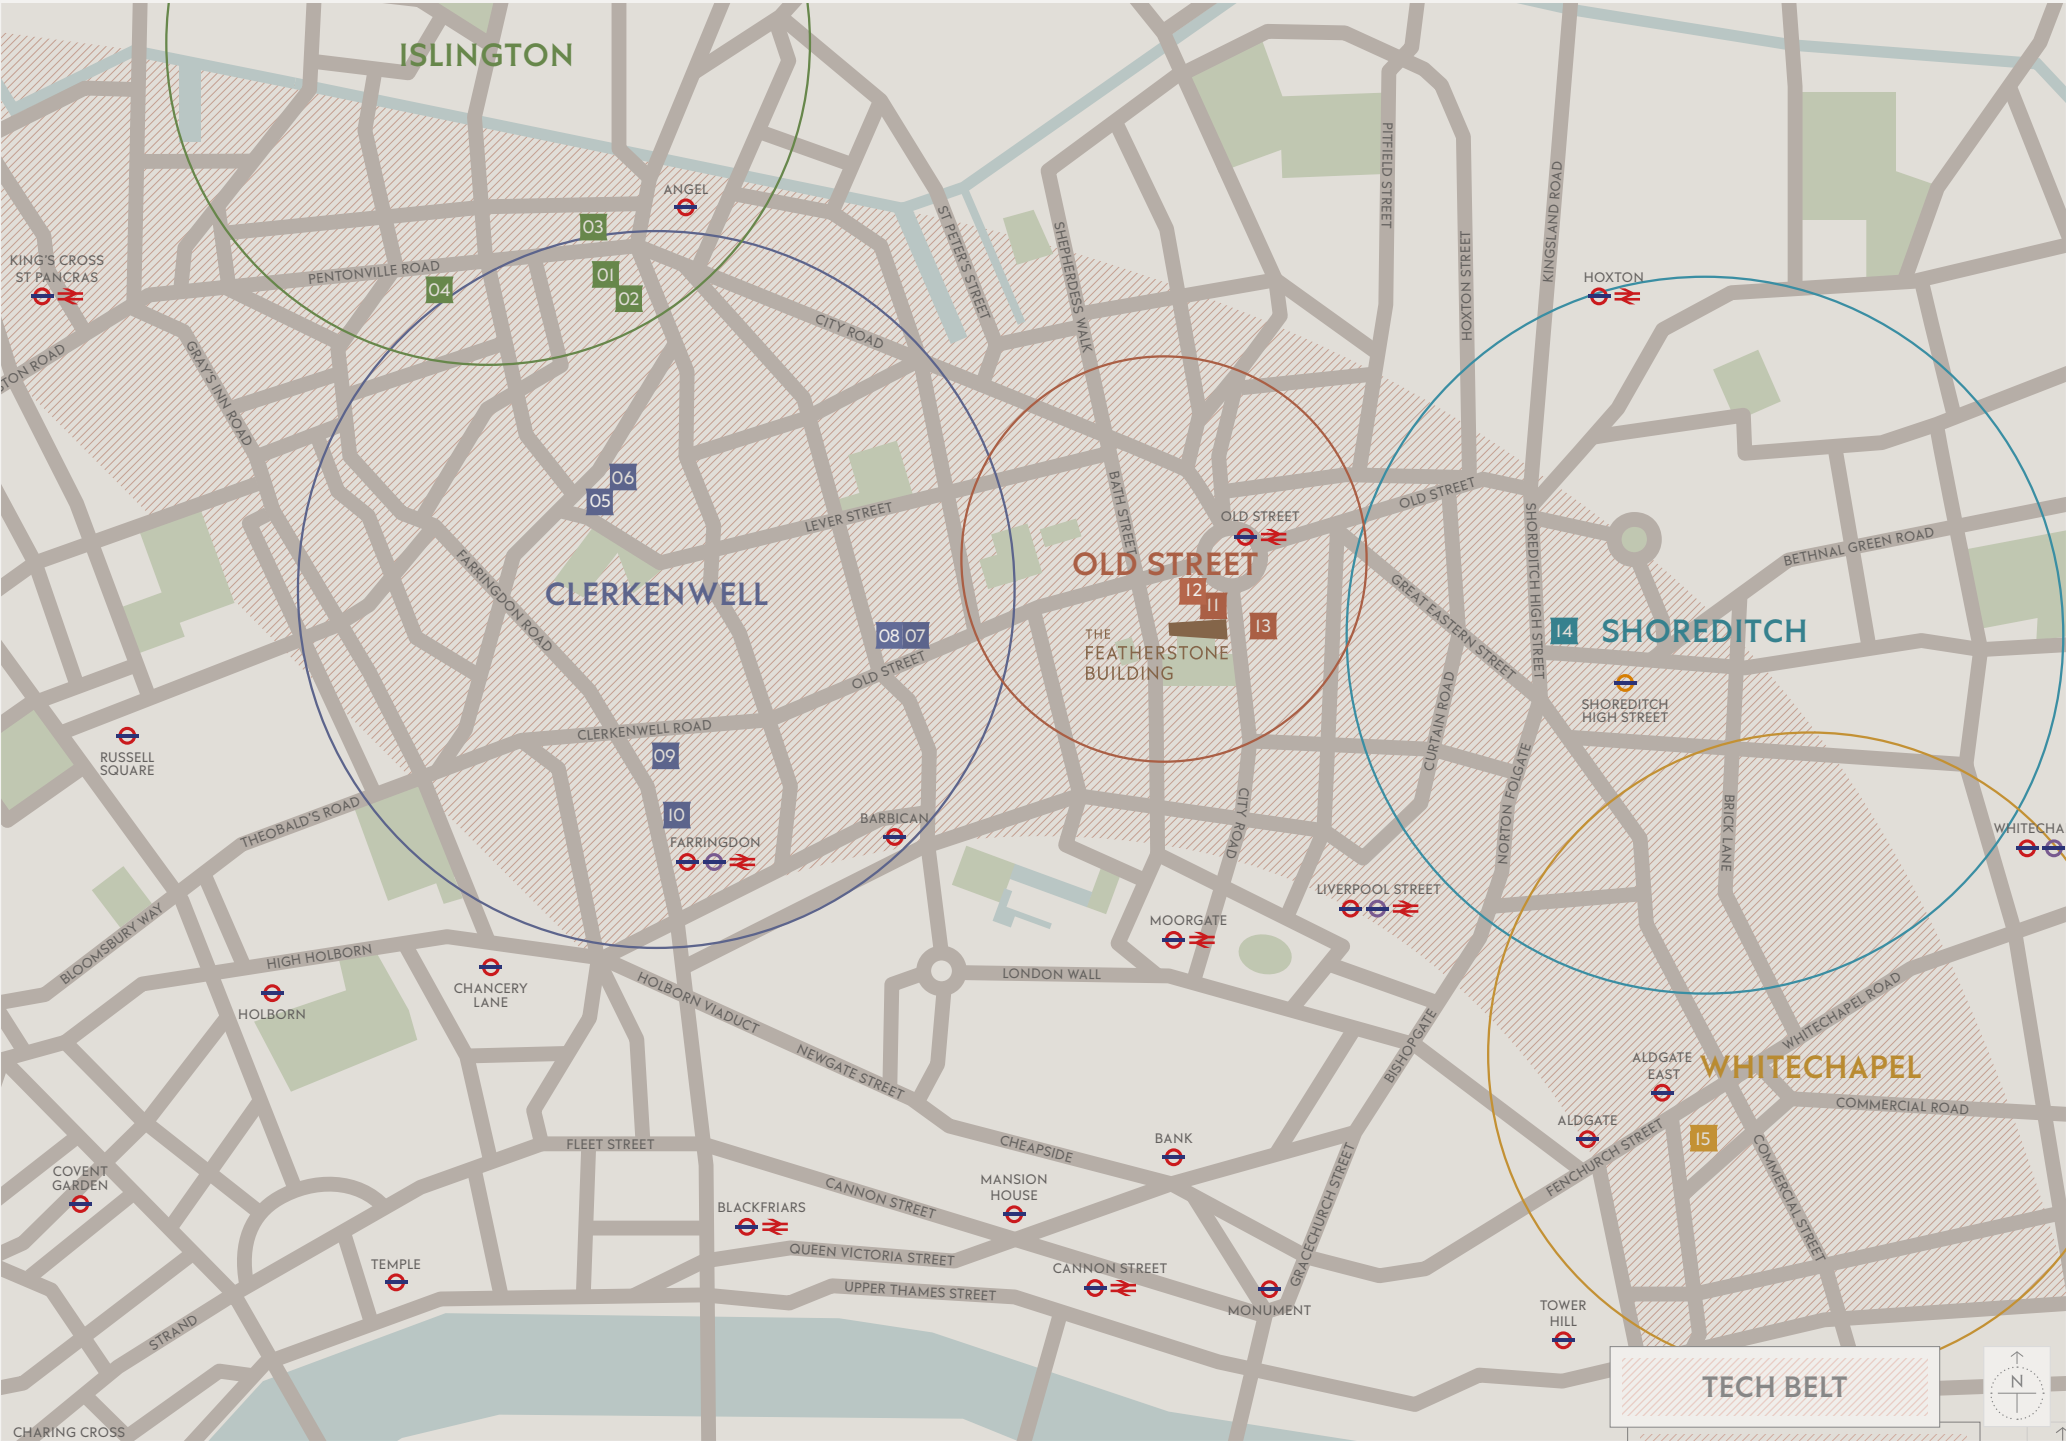 ISLINGTON
ANGEL
03
KING'S CROSS
ST PANCRAS
PENTONVILLE ROAD
04
01
02
CITY ROAD
ST PETER'S STREET
SHEPHERDESS WALK
PITFIELD STREET
HOXTON STREET
KINGSLAND ROAD
HOXTON
GRAY'S INN ROAD
TON ROAD
06
05
LEVER STREET
BATH STREET
OLD STREET
OLD STREET
OLD STREET
12
11
13
THE
FEATHERSTONE
BUILDING
CLERKENWELL
FARRINGDON ROAD
08 07
OLD STREET
GREAT EASTERN STREET
SHOREDITCH HIGH STREET
14
SHOREDITCH
BETHNAL GREEN ROAD
SHOREDITCH
HIGH STREET
CURTAIN ROAD
RUSSELL
SQUARE
CLERKENWELL ROAD
09
10
FARRINGDON
BARBICAN
THEOBALD'S ROAD
CITY ROAD
NORTON FOLGATE
BRICK LANE
WHITECHA
LIVERPOOL STREET
MOORGATE
BLOOMSBURY WAY
HIGH HOLBORN
HOLBORN
CHANCERY
LANE
HOLBORN VIADUCT
LONDON WALL
NEWGATE STREET
BISHOPGATE
WHITECHAPEL ROAD
ALDGATE
EAST
WHITECHAPEL
COMMERCIAL ROAD
ALDGATE
15
FENCHURCH STREET
COMMERCIAL STREET
FLEET STREET
CHEAPSIDE
BANK
COVENT
GARDEN
CANNON STREET
MANSION
HOUSE
BLACKFRIARS
QUEEN VICTORIA STREET
GRACECHURCH STREET
TEMPLE
CANNON STREET
UPPER THAMES STREET
MONUMENT
TOWER
HILL
STRAND
CHARING CROSS
TECH BELT
N